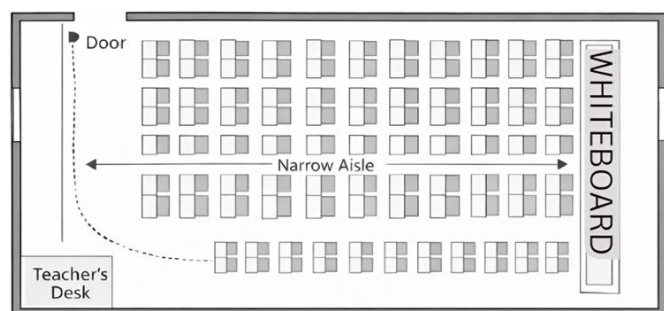 Door
WHITEBOARD
Narrow Aisle
Teacher's
Desk